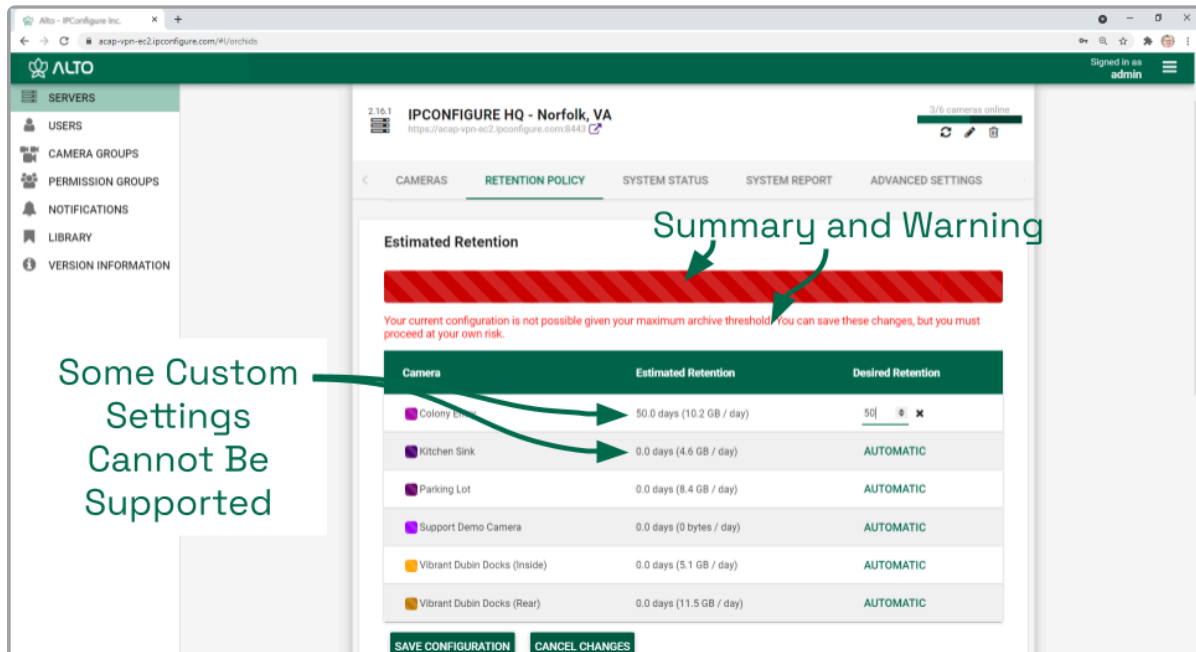 Alto - IPConfigure Inc.
acap-vpn-ec2.ipconfigure.com/#!/orchids
ALTO
Signed in as
admin
SERVERS
USERS
CAMERA GROUPS
PERMISSION GROUPS
NOTIFICATIONS
LIBRARY
VERSION INFORMATION
2.16.1
IPCONFIGURE HQ - Norfolk, VA
https://acap-vpn-ec2.ipconfigure.com:8443
3/6 cameras online
CAMERAS RETENTION POLICY SYSTEM STATUS SYSTEM REPORT ADVANCED SETTINGS
Summary and Warning
Estimated Retention
Your current configuration is not possible given your maximum archive threshold. You can save these changes, but you must
proceed at your own risk.
Some Custom
Settings
Cannot Be
Supported
Camera Estimated Retention Desired Retention
Colony 50.0 days (10.2 GB / day) 50
Kitchen Sink 0.0 days (4.6 GB / day) AUTOMATIC
Parking Lot 0.0 days (8.4 GB / day) AUTOMATIC
Support Demo Camera 0.0 days (0 bytes / day) AUTOMATIC
Vibrant Dubin Docks (Inside) 0.0 days (5.1 GB / day) AUTOMATIC
Vibrant Dubin Docks (Rear) 0.0 days (11.5 GB / day) AUTOMATIC
SAVE CONFIGURATION CANCEL CHANGES